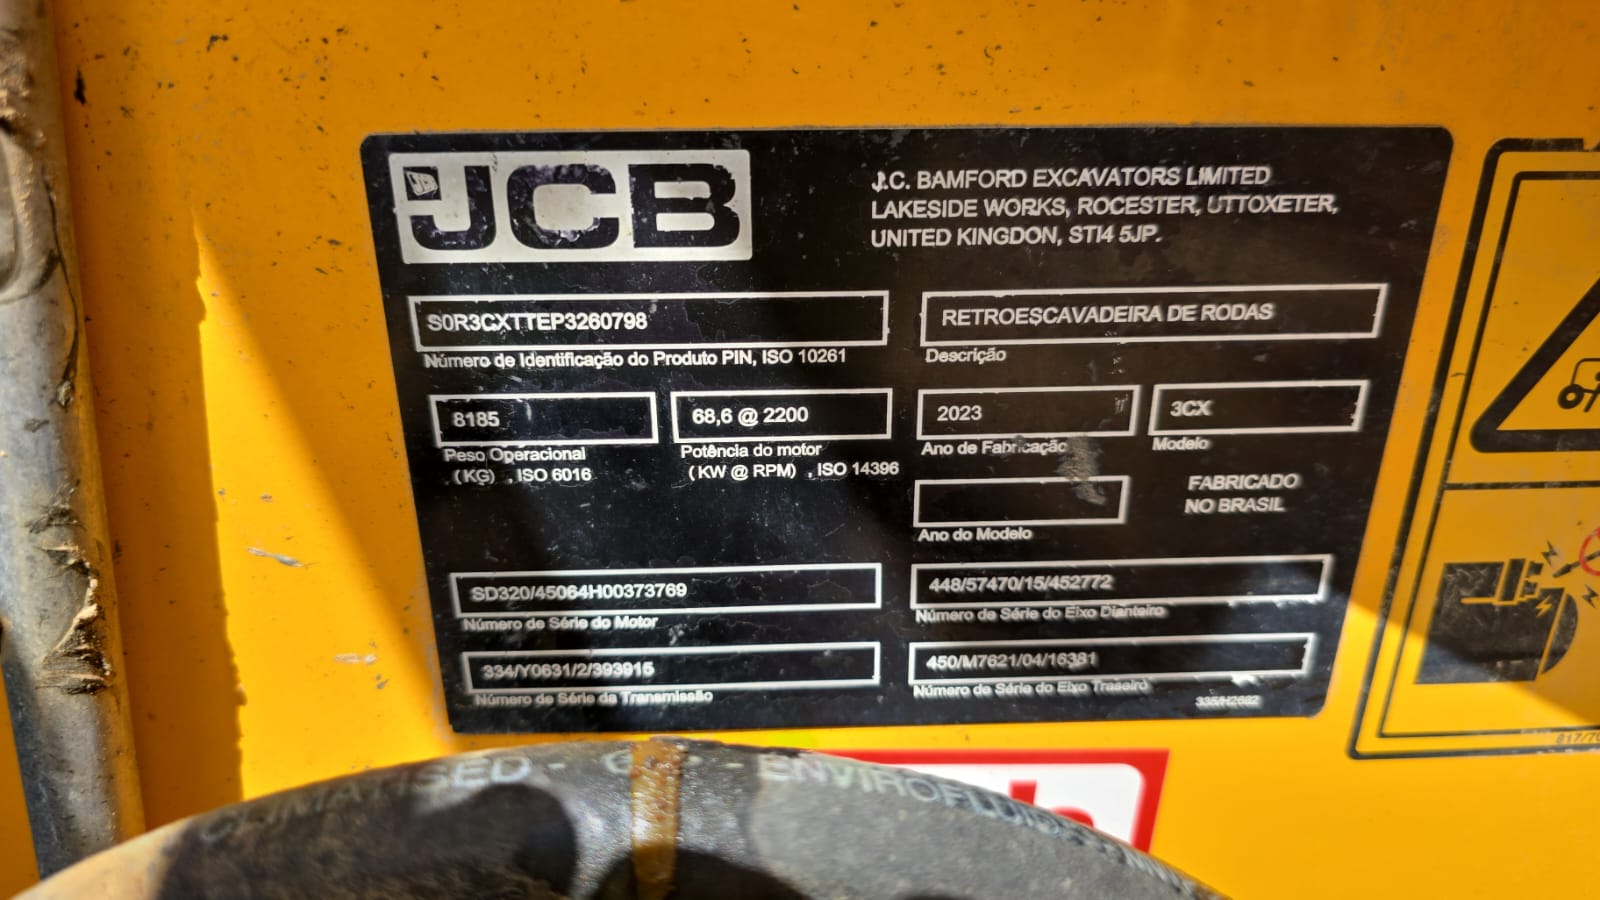 JCB
J.C. BAMFORD EXCAVATORS LIMITED
LAKESIDE WORKS, ROCESTER, UTTOXETER,
UNITED KINGDON, ST14 5JP.
S0R3CXTTEP3260798
Número de Identificação do Produto PIN, ISO 10261
RETROESCAVADEIRA DE RODAS
Descrição
8185
Peso Operacional
(KG) , ISO 6016
68,6 @ 2200
Potência do motor
(KW @ RPM) , ISO 14396
2023
Ano de Fabricação
3CX
Modelo
Ano do Modelo
FABRICADO
NO BRASIL
SD320/45064H00373769
Número de Série do Motor
448/57470/15/452772
Número de Série do Eixo Dianteiro
334/Y0631/2/393915
Número de Série da Transmissão
450/M7621/04/16381
Número de Série do Eixo Traseiro
335/H2682
ENVIROFLUIDS